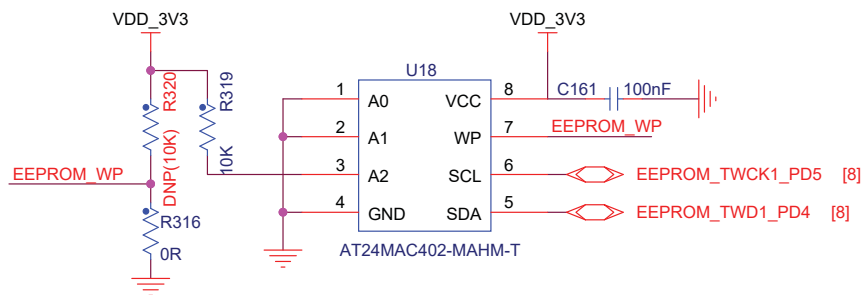 VDD_3V3
VDD_3V3
R320
R319
U18
1
A0
VCC
8
C161
100nF
2
A1
WP
7
EEPROM_WP
DNP(10K)
10K
3
A2
SCL
6
EEPROM_TWCK1_PD5 [8]
EEPROM_WP
4
GND
SDA
5
EEPROM_TWD1_PD4 [8]
R316
0R
AT24MAC402-MAHM-T